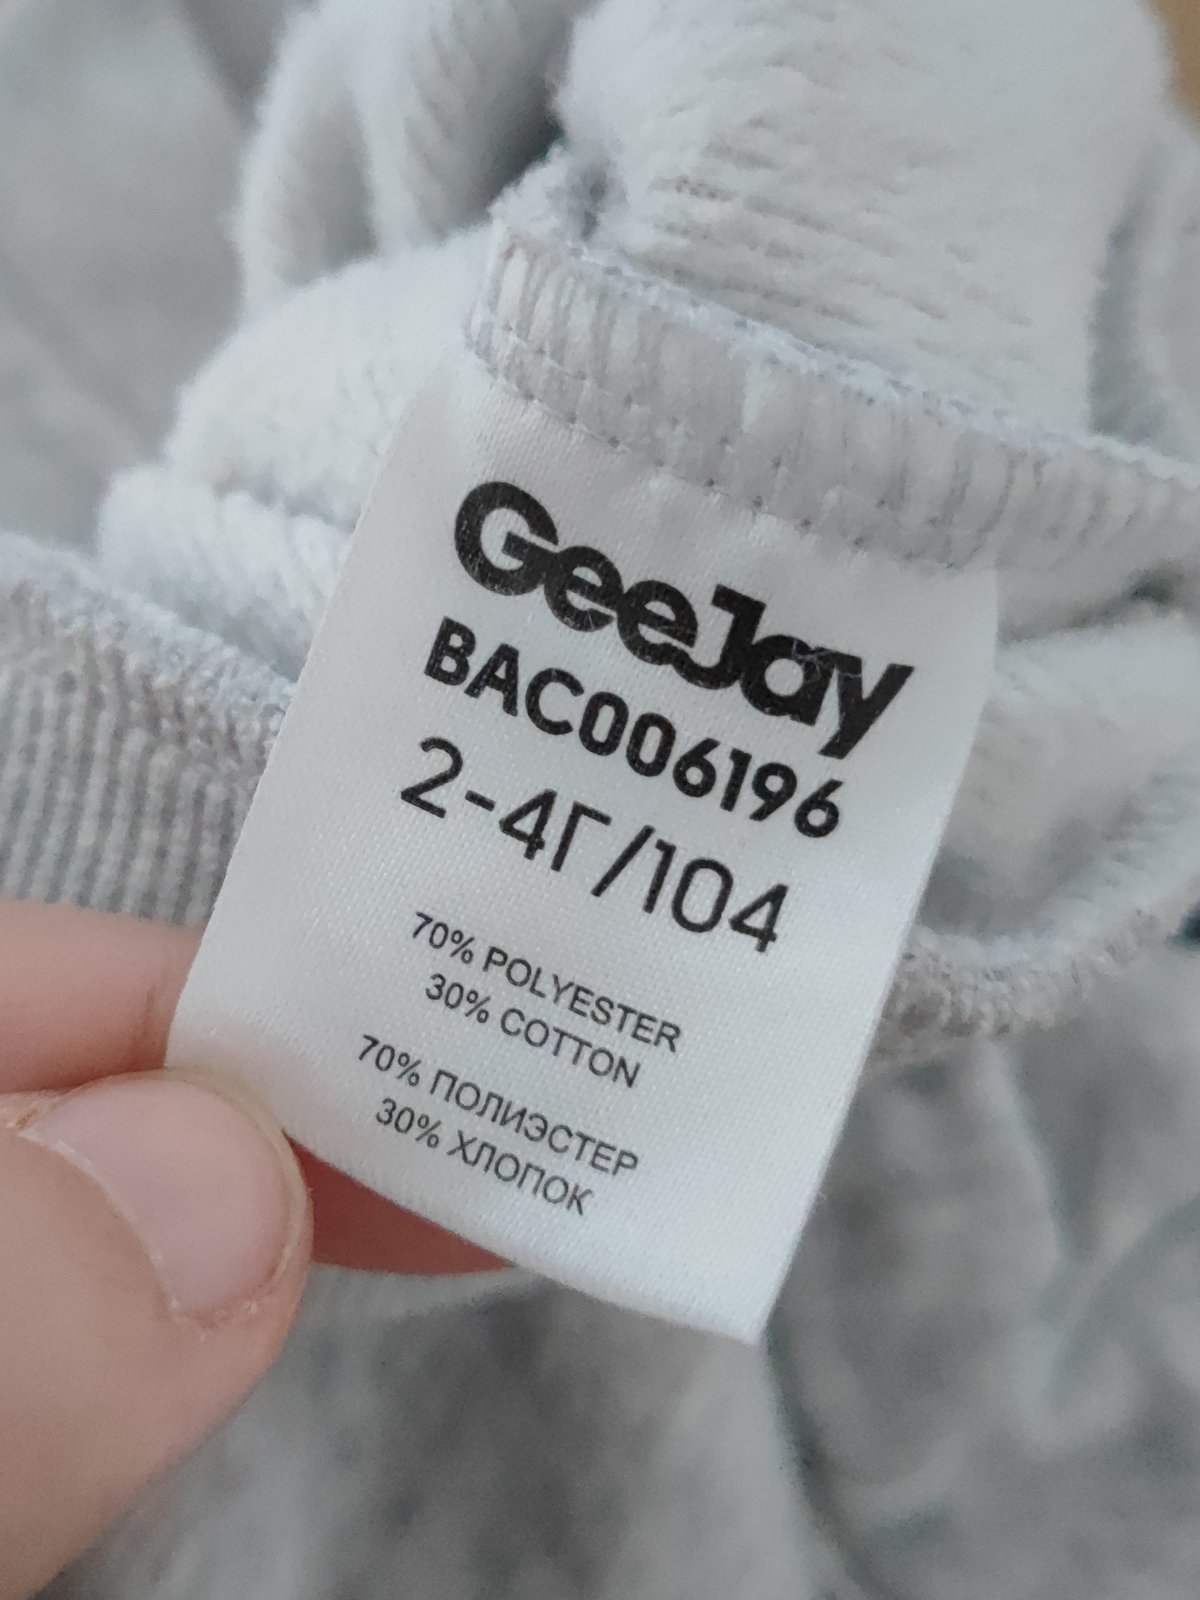 GeeJay
BAC006196
2-4Г/104
70% POLYESTER
30% COTTON
70% ПОЛИЭСТЕР
30% ХЛОПОК